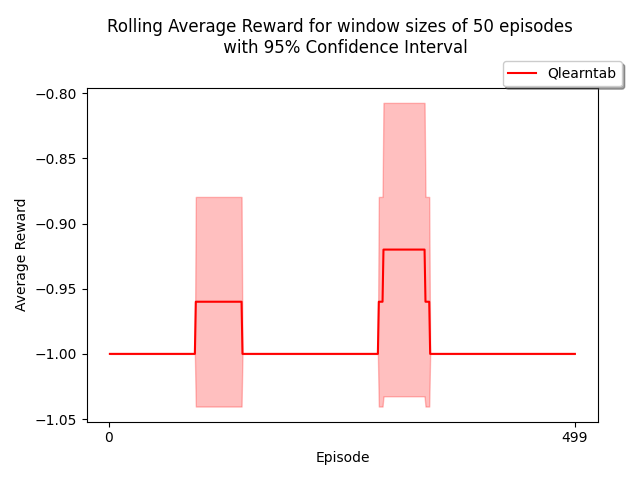 Rolling Average Reward for window sizes of 50 episodes
with 95% Confidence Interval
Qlearntab
−0.80
−0.85
−0.90
−0.95
−1.00
−1.05
Average Reward
0
499
Episode